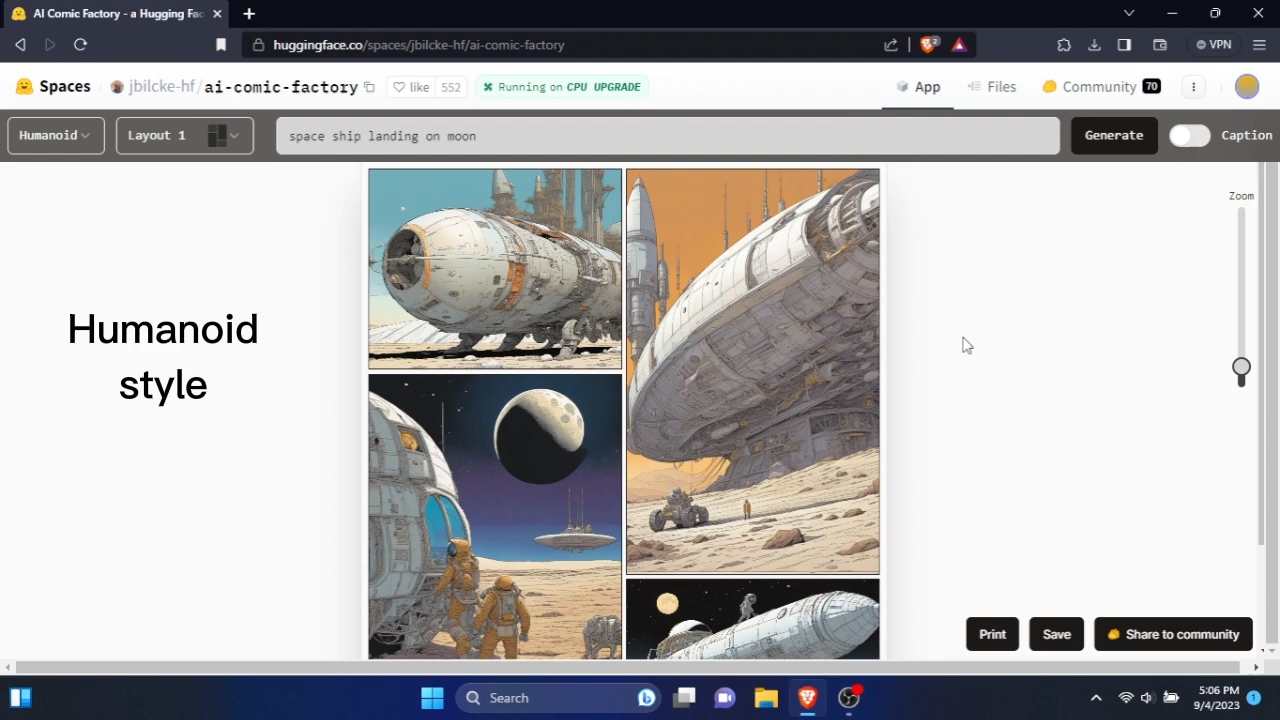 AI Comic Factory - a Hugging Fac
huggingface.co/spaces/jbilcke-hf/ai-comic-factory
2
VPN
Spaces
jbilcke-hf/ai-comic-factory
like 552
Running on CPU UPGRADE
App
Files
Community 70
Humanoid
Layout 1
space ship landing on moon
Generate
Caption
Zoom
Humanoid
style
Print
Save
Share to community
Search
5:06 PM
9/4/2023
1